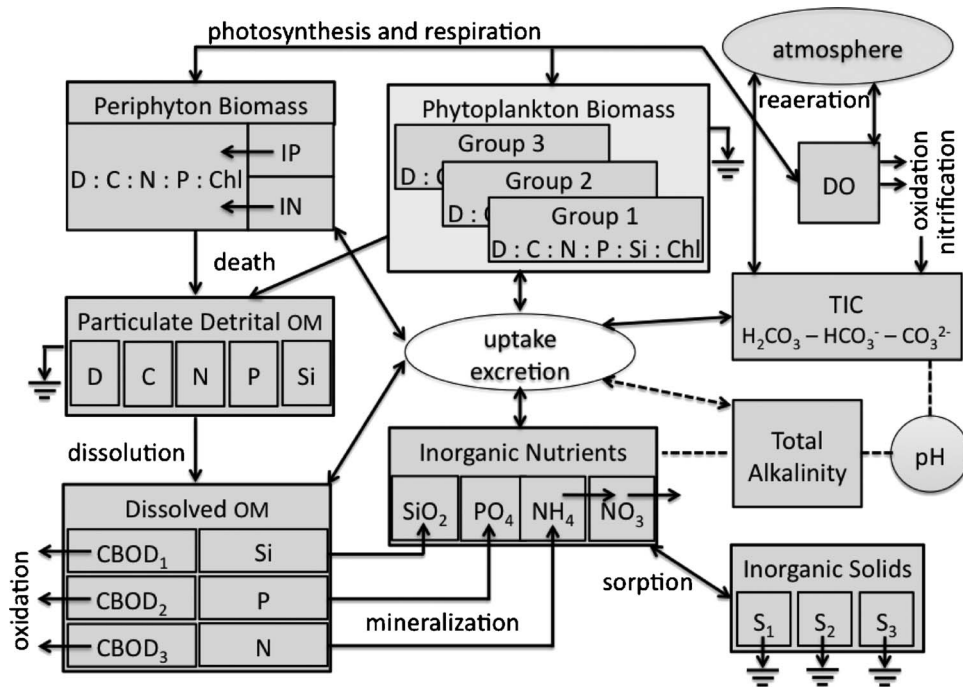 photosynthesis and respiration
atmosphere
reaeration
Periphyton Biomass
IP
D : C : N : P : Chl
IN
Phytoplankton Biomass
Group 3
D : C
Group 2
D : C
Group 1
D : C : N : P : Si : Chl
DO
oxidation
nitrification
death
TIC
H₂CO₃ – HCO₃⁻ – CO₃²⁻
Particulate Detrital OM
D C N P Si
uptake
excretion
dissolution
Inorganic Nutrients
SiO₂ PO₄ NH₄ NO₃
Total
Alkalinity
pH
Dissolved OM
CBOD₁ Si
CBOD₂ P
CBOD₃ N
oxidation
mineralization
sorption
Inorganic Solids
S₁ S₂ S₃